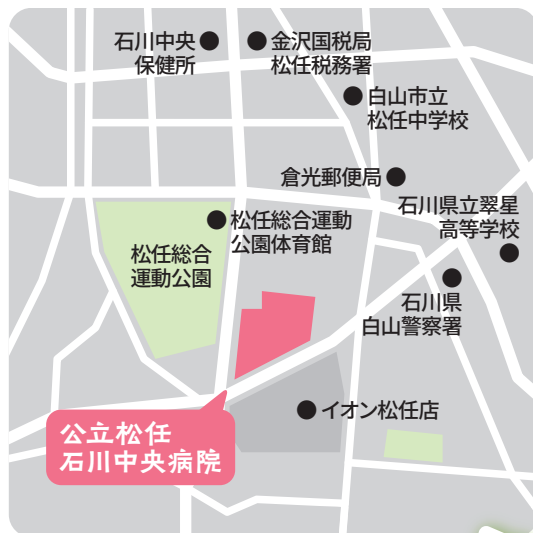 石川中央
保健所
金沢国税局
松任税務署
白山市立
松任中学校
倉光郵便局
石川県立翠星
高等学校
松任総合運動
公園体育館
松任総合
運動公園
石川県
白山警察署
イオン松任店
公立松任
石川中央病院